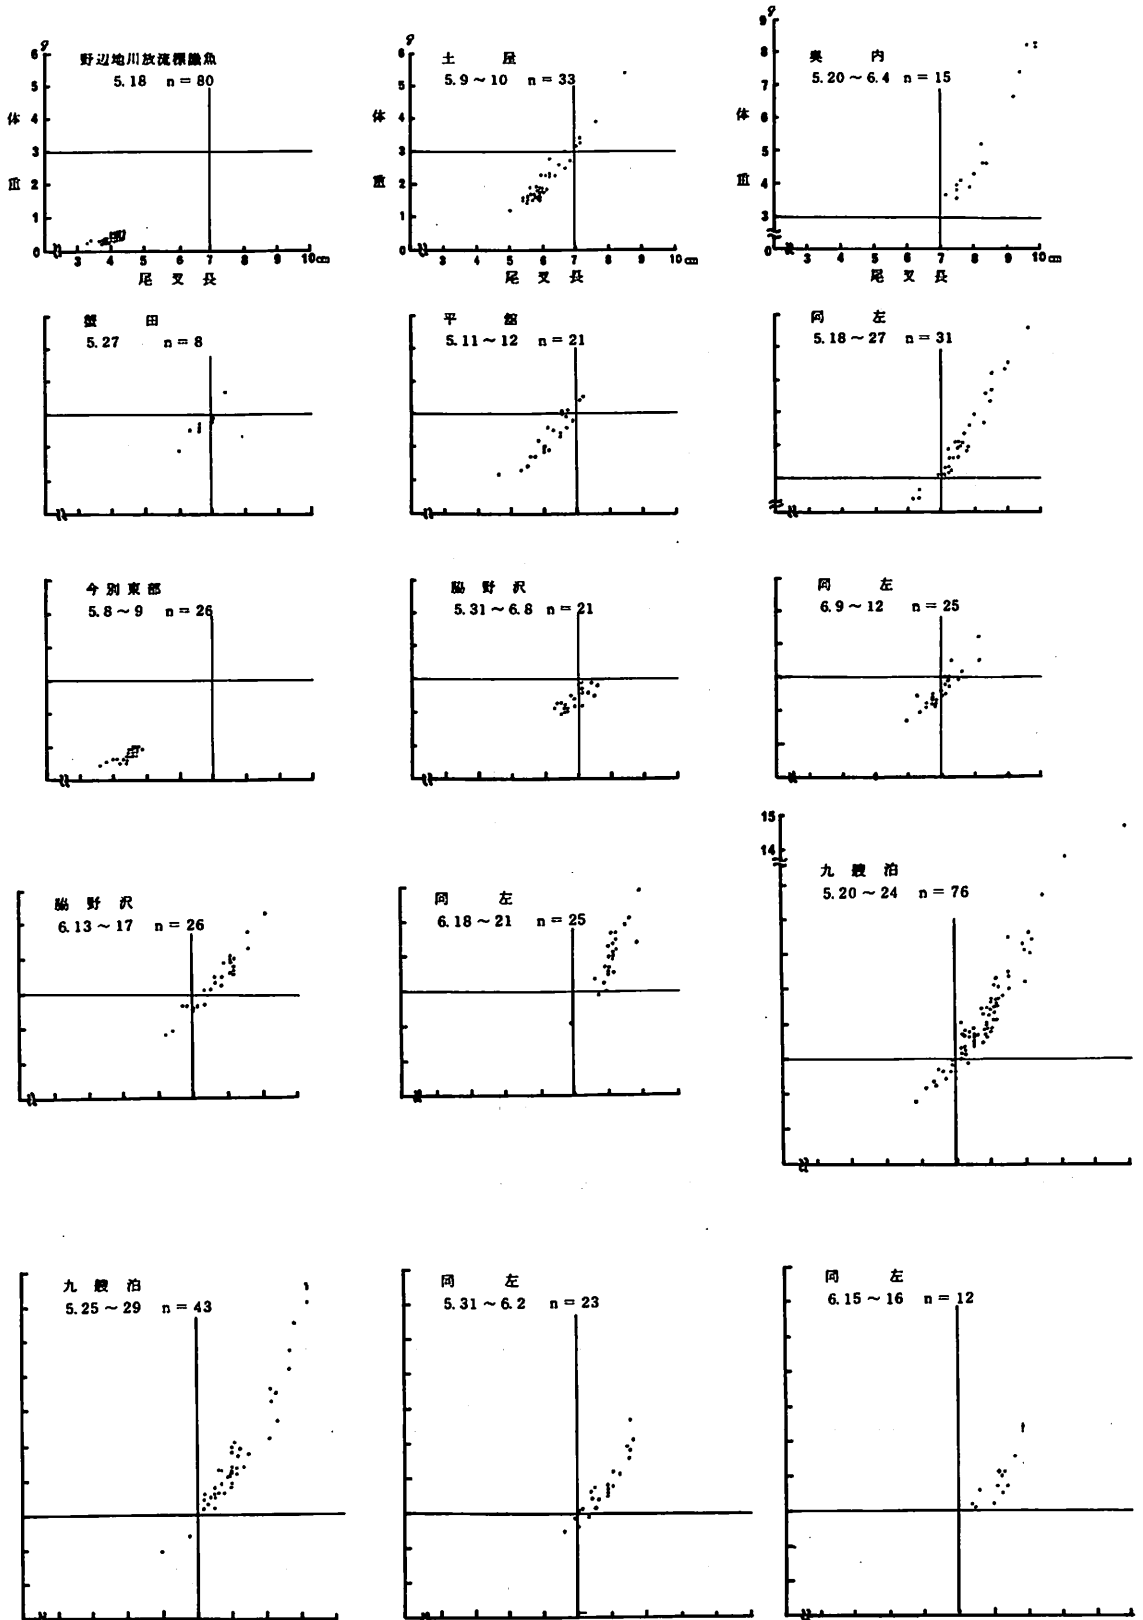 g
6
5
4
3
2
1
0
体
重
野辺地川放流標識魚
5.18 n = 80
3 4 5 6 7 8 9 10 cm
尾叉長
g
6
5
4
3
2
1
0
体
重
土屋
5.9～10 n = 33
3 4 5 6 7 8 9 10 cm
尾叉長
g
9
8
7
6
5
4
3
0
体
重
奥内
5.20～6.4 n = 15
3 4 5 6 7 8 9 10 cm
尾叉長
蟹田
5.27 n = 8
平舘
5.11～12 n = 21
同左
5.18～27 n = 31
今別東部
5.8～9 n = 26
脇野沢
5.31～6.8 n = 21
同左
6.9～12 n = 25
脇野沢
6.13～17 n = 26
同左
6.18～21 n = 25
15
14
九艘泊
5.20～24 n = 76
九艘泊
5.25～29 n = 43
同左
5.31～6.2 n = 23
同左
6.15～16 n = 12